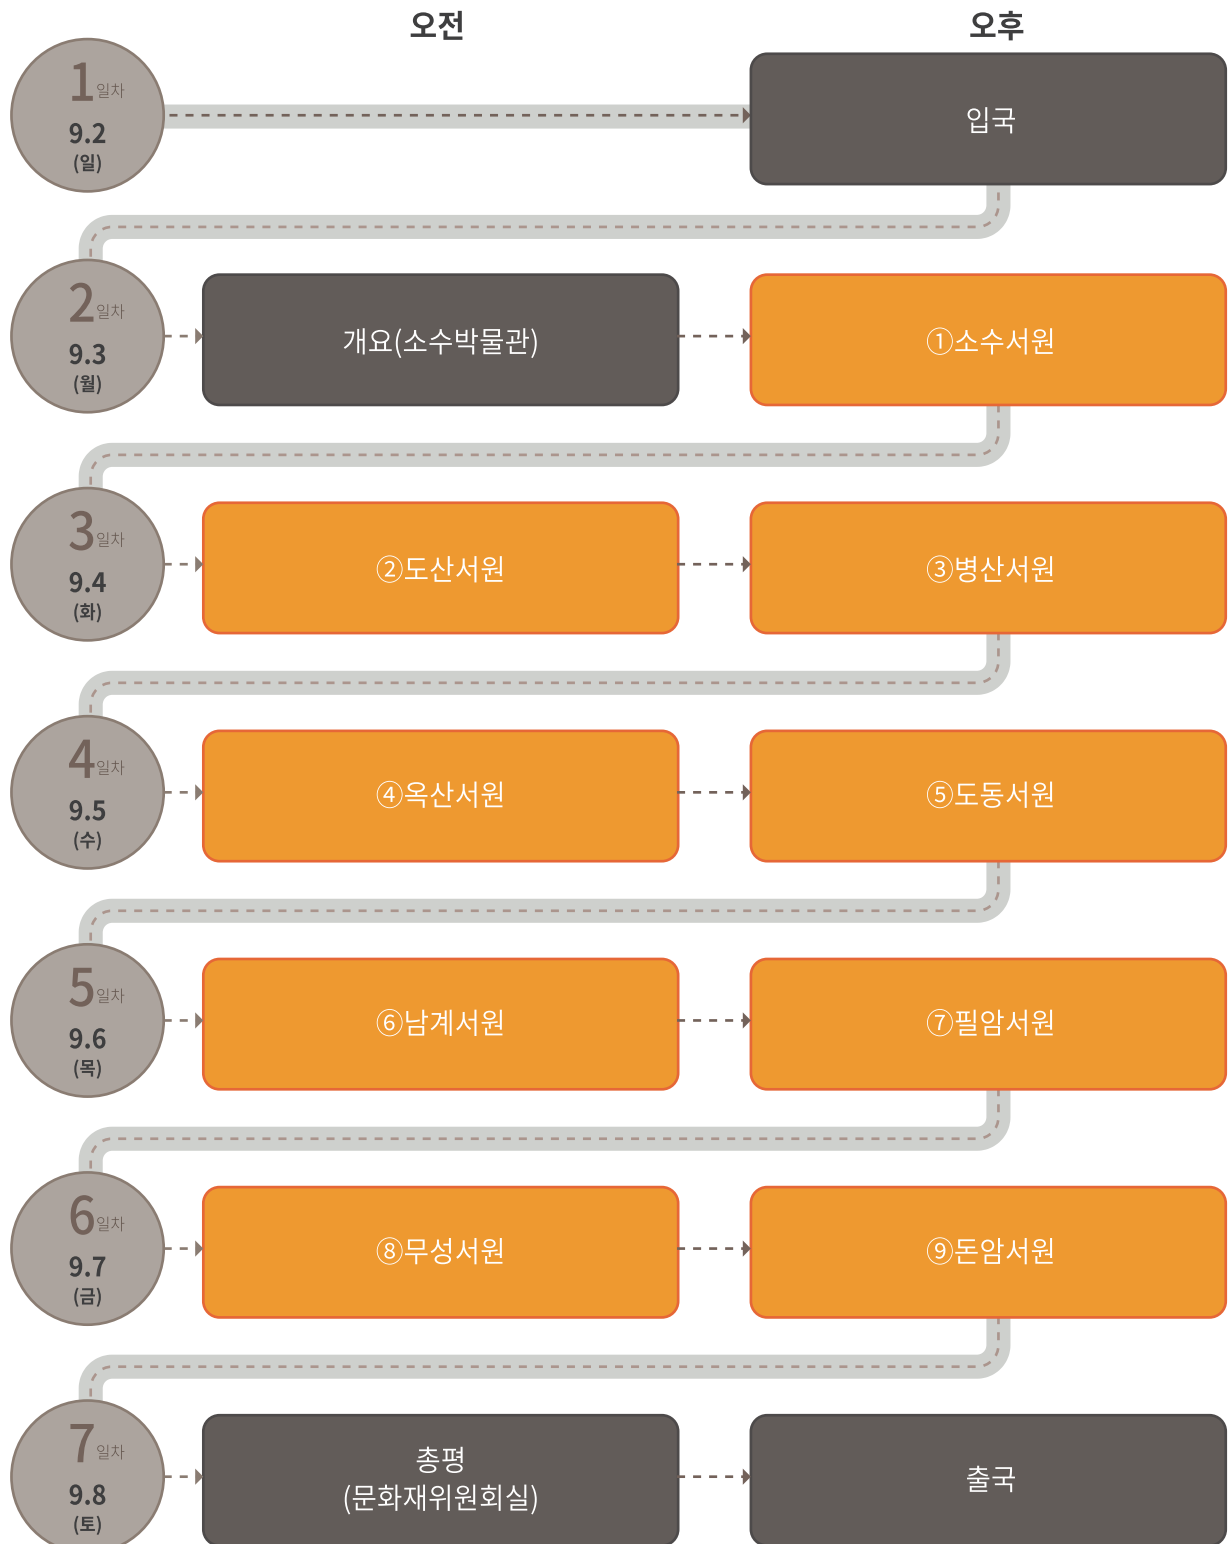 오전
오후
1일차
9.2
(일)
입국
2일차
9.3
(월)
개요(소수박물관)
①소수서원
3일차
9.4
(화)
②도산서원
③병산서원
4일차
9.5
(수)
④옥산서원
⑤도동서원
5일차
9.6
(목)
⑥남계서원
⑦필암서원
6일차
9.7
(금)
⑧무성서원
⑨돈암서원
7일차
9.8
(토)
총평
(문화재위원회실)
출국